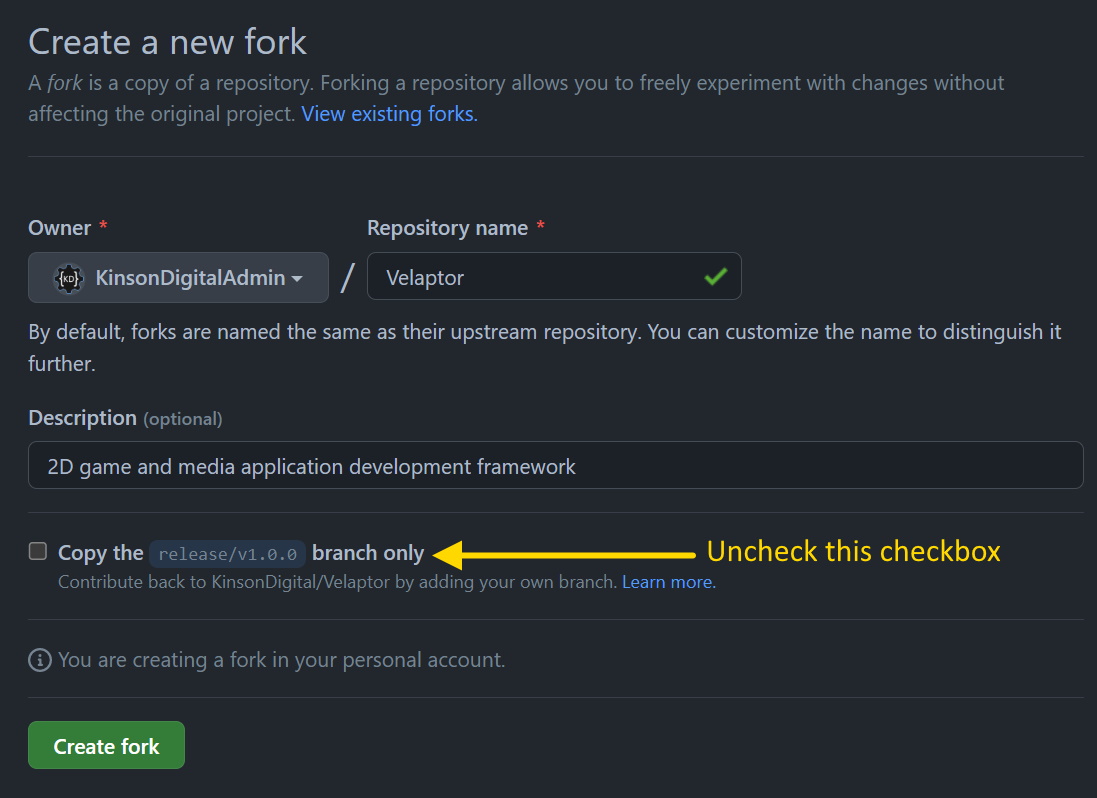 Create a new fork
A fork is a copy of a repository. Forking a repository allows you to freely experiment with changes without
affecting the original project. View existing forks.
Owner * Repository name *
{KD} KinsonDigitalAdmin / Velaptor
By default, forks are named the same as their upstream repository. You can customize the name to distinguish it
further.
Description (optional)
2D game and media application development framework
Copy the release/v1.0.0 branch only Uncheck this checkbox
Contribute back to KinsonDigital/Velaptor by adding your own branch. Learn more.
You are creating a fork in your personal account.
Create fork